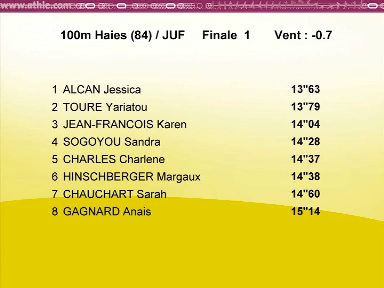 www.athle.com
100m Haies (84) / JUF Finale 1 Vent : -0.7
1 ALCAN Jessica 13"63
2 TOURE Yariatou 13"79
3 JEAN-FRANCOIS Karen 14"04
4 SOGOYOU Sandra 14"28
5 CHARLES Charlene 14"37
6 HINSCHBERGER Margaux 14"38
7 CHAUCHART Sarah 14"60
8 GAGNARD Anais 15"14